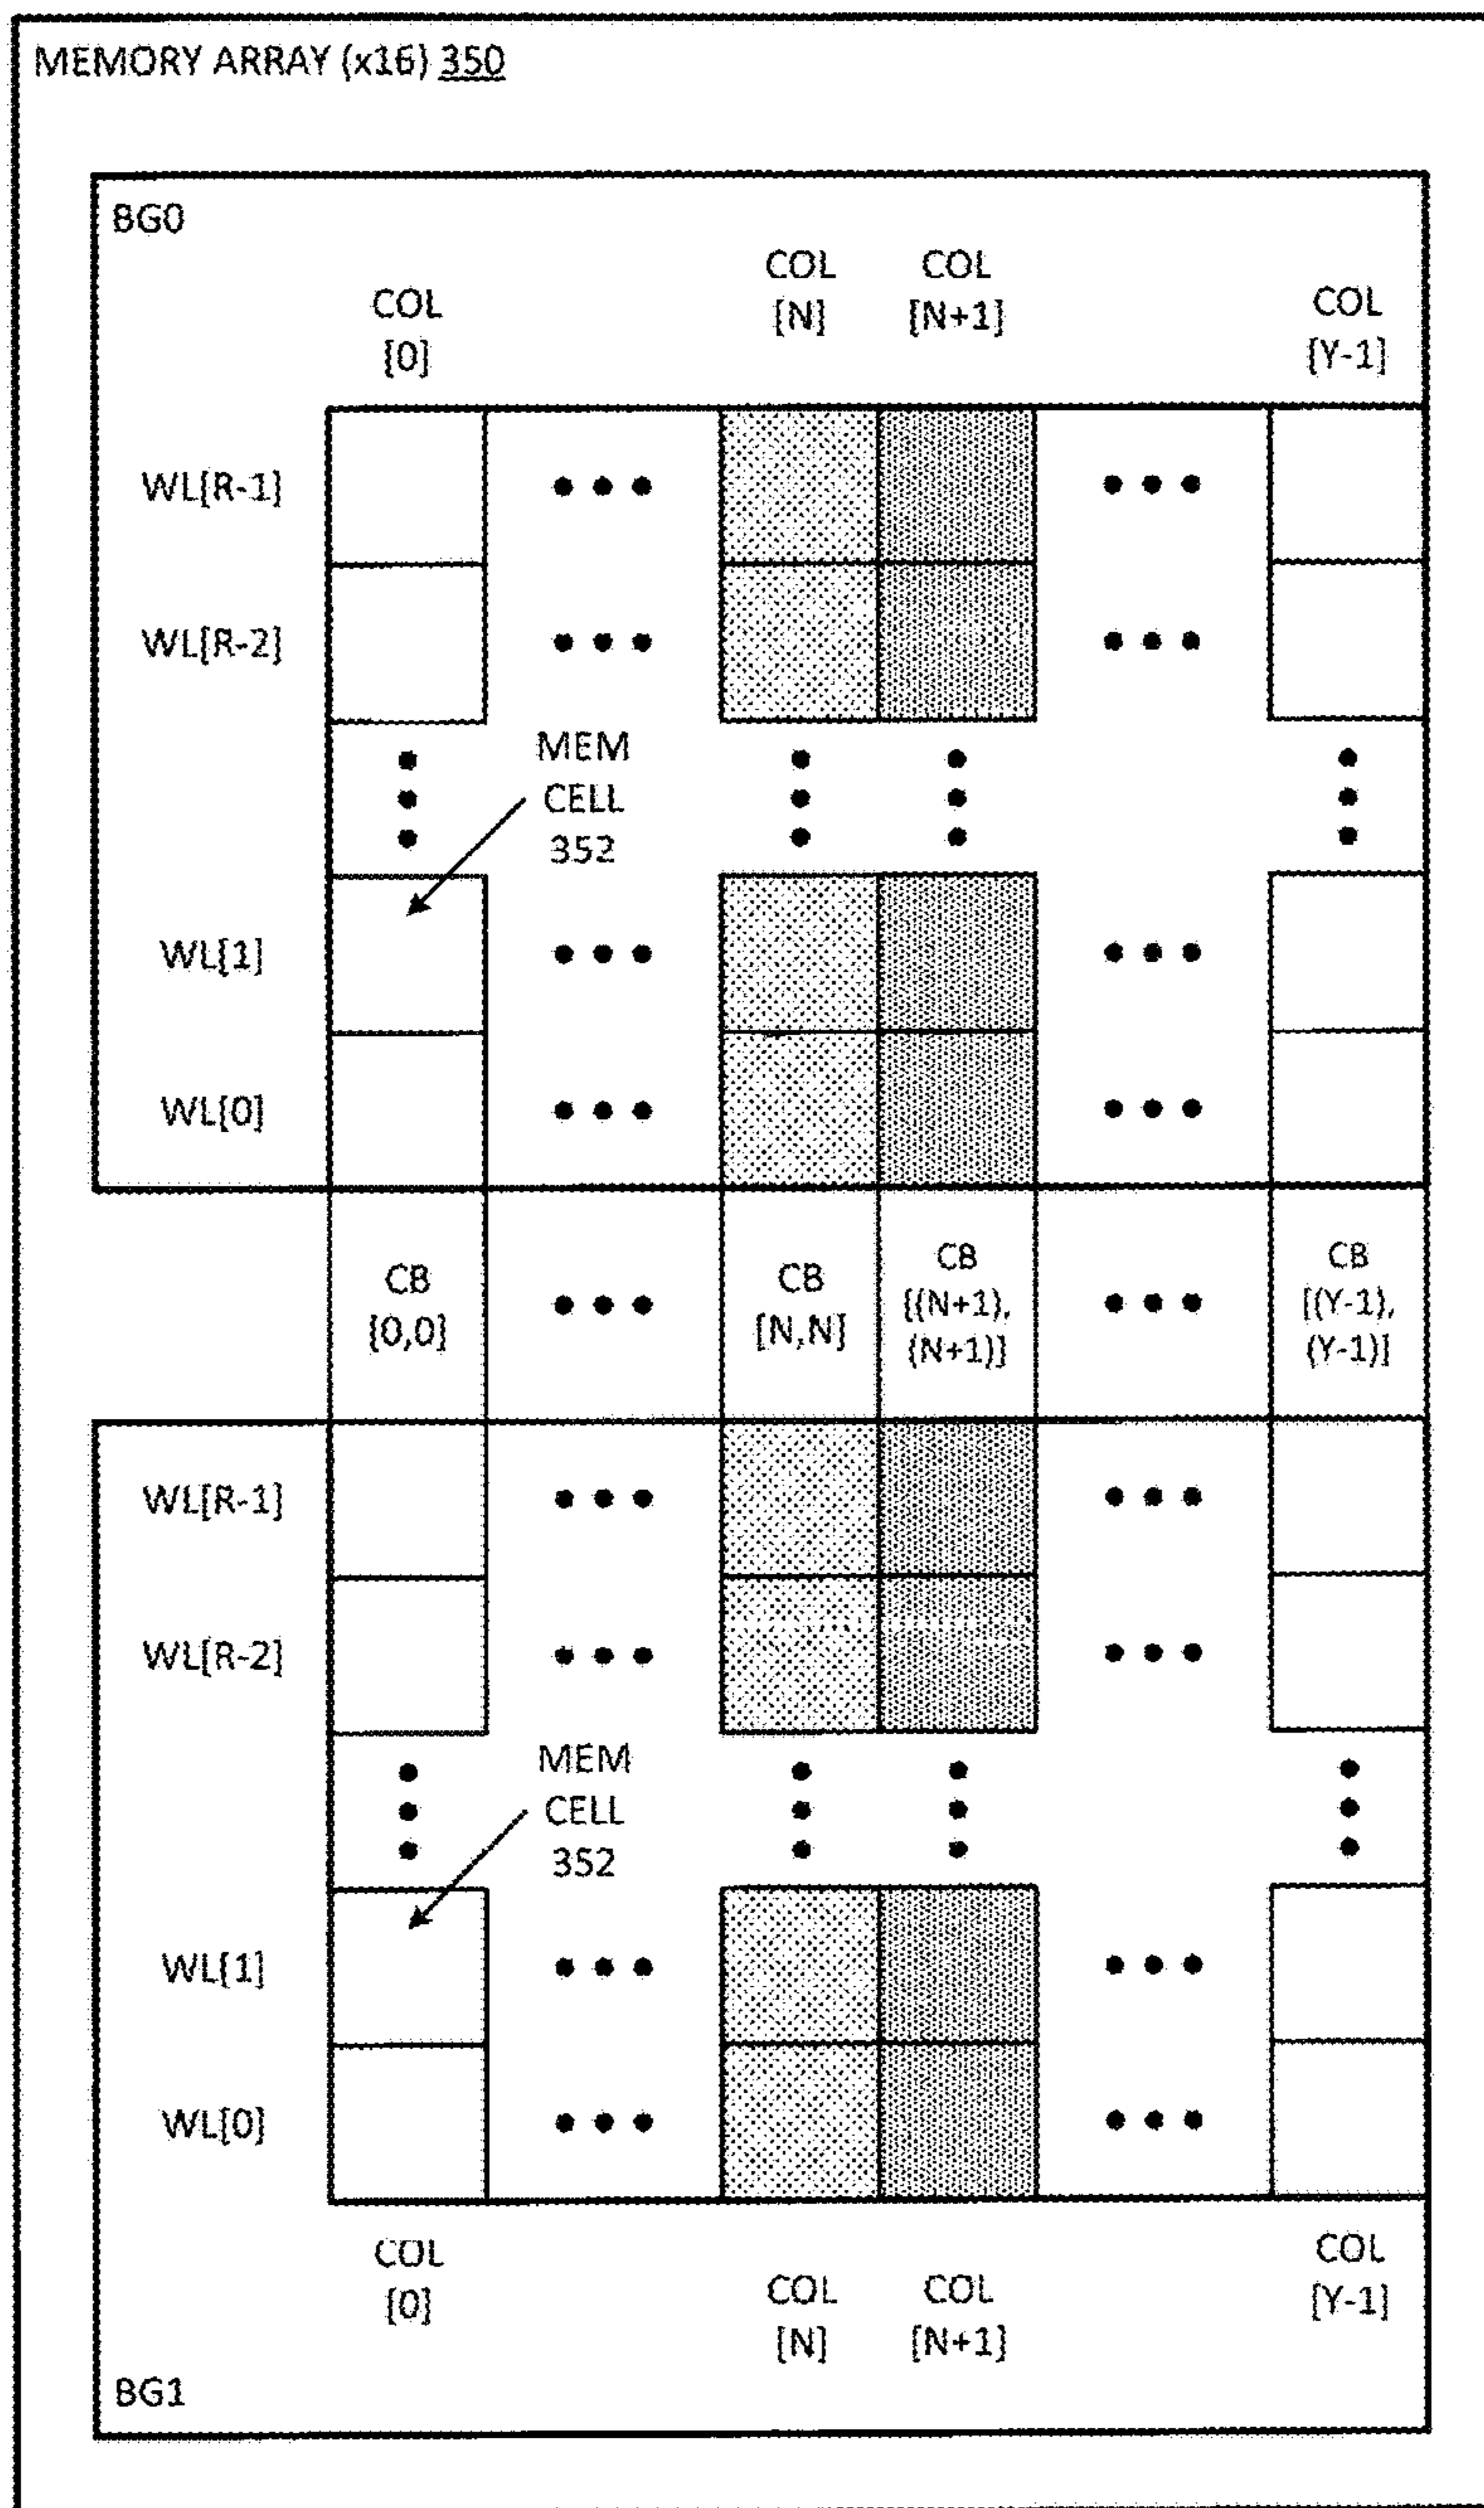 MEMORY ARRAY (x16) 350
BG0
COL
[0]
COL
[N]
COL
[N+1]
COL
[Y-1]
WL[R-1]
WL[R-2]
MEM
CELL
352
WL[1]
WL[0]
CB
[0,0]
CB
[N,N]
CB
[(N+1),
(N+1)]
CB
[(Y-1),
(Y-1)]
WL[R-1]
WL[R-2]
MEM
CELL
352
WL[1]
WL[0]
COL
[0]
COL
[N]
COL
[N+1]
COL
[Y-1]
BG1